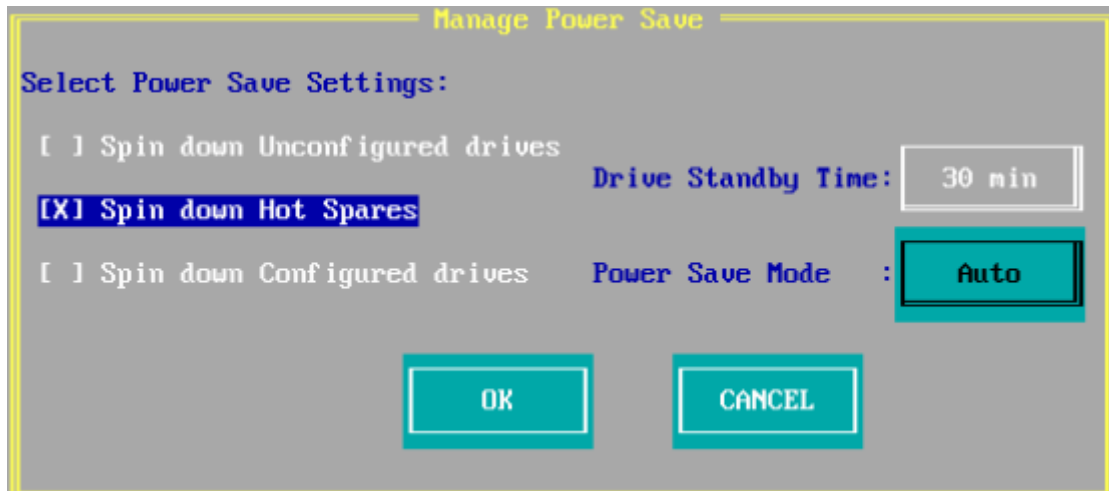 Manage Power Save
Select Power Save Settings:
[ ] Spin down Unconfigured drives
Drive Standby Time: 30 min
[X] Spin down Hot Spares
[ ] Spin down Configured drives
Power Save Mode : Auto
OK
CANCEL